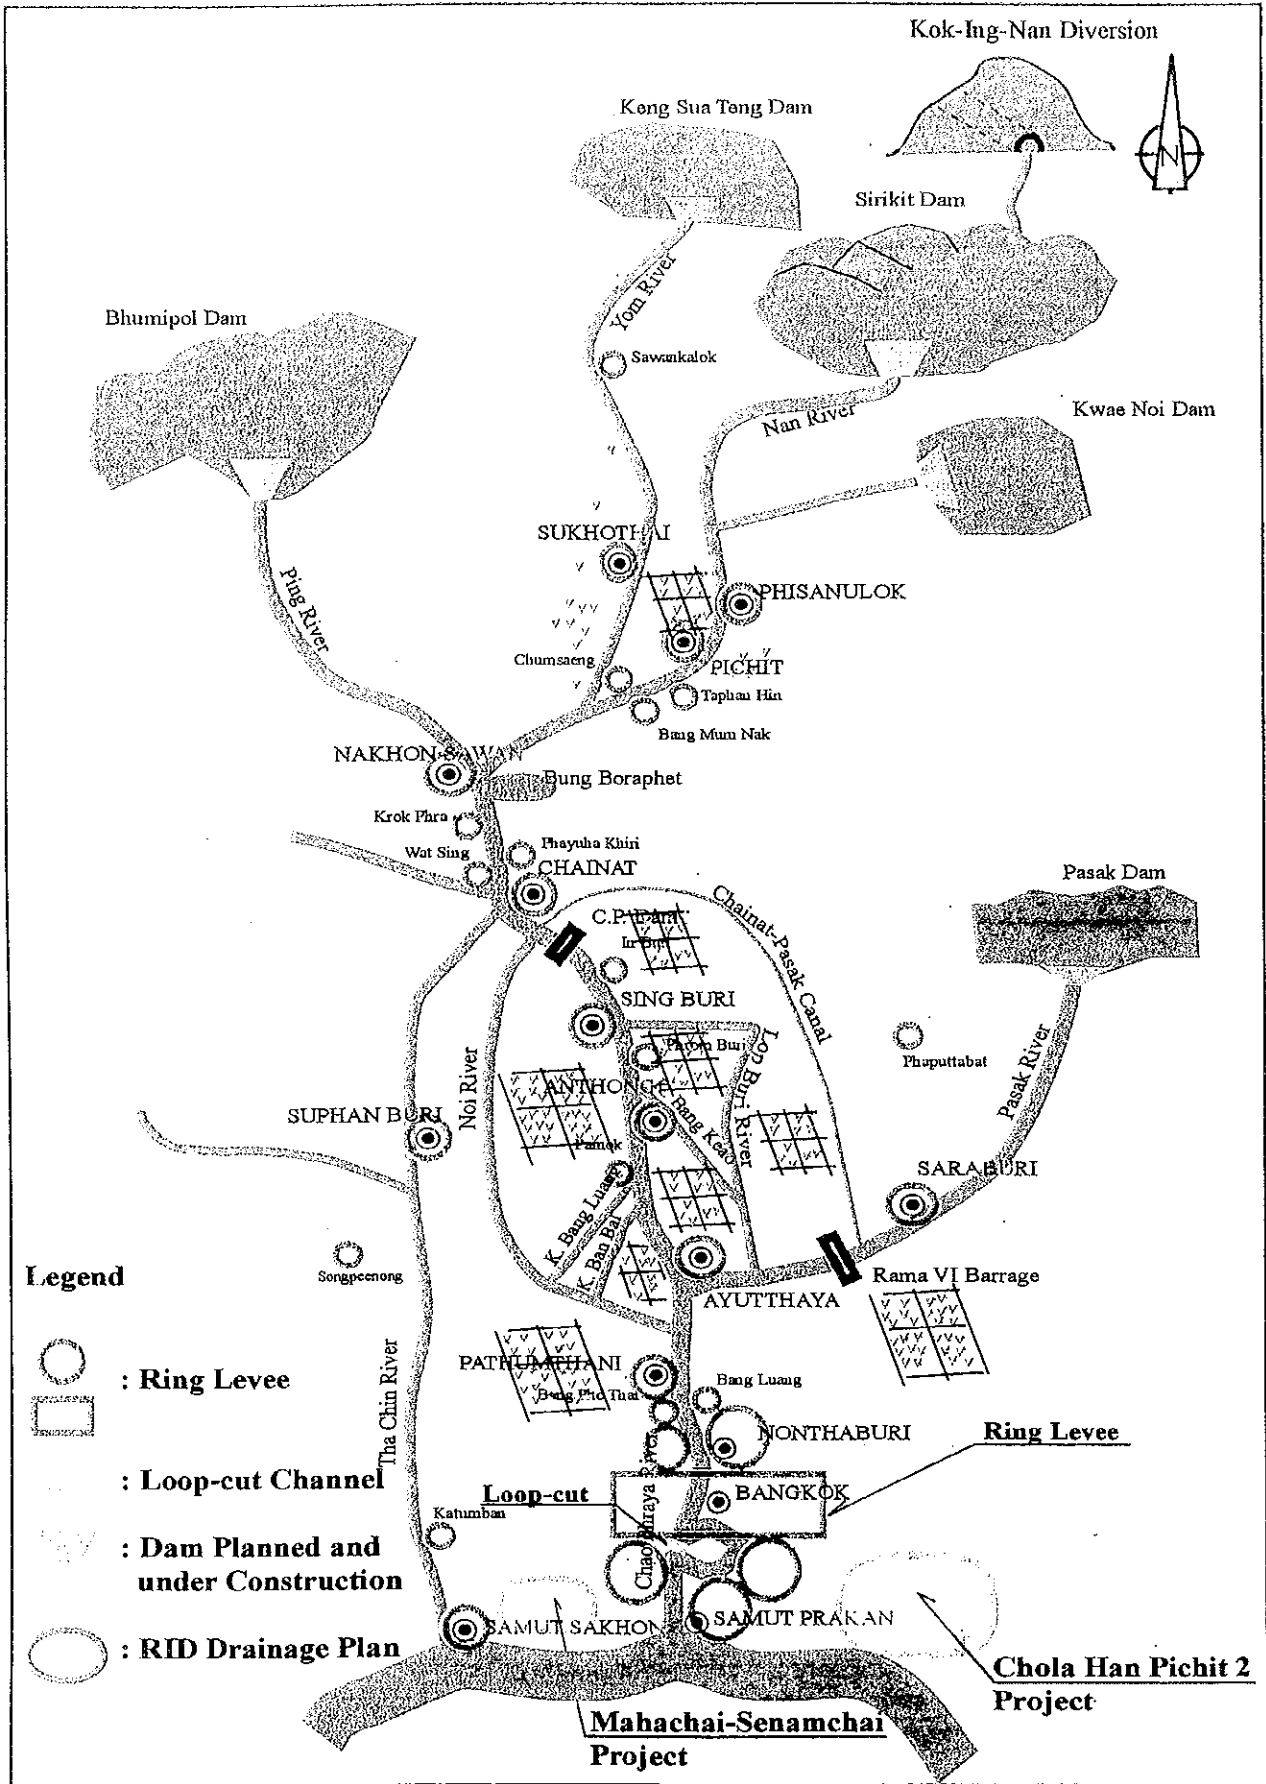 Kok-Ing-Nan Diversion
Keng Sua Teng Dam
N
Sirikit Dam
Yom River
Bhumipol Dam
Sawankalok
Nan River
Kwae Noi Dam
SUKHOTHAI
Ping River
PHISANULOK
Chumsaeng
PICHIT
Taphan Hin
Bang Mum Nak
NAKHON SAWAN
Bung Boraphet
Krok Phra
Phayuha Khiri
Wat Sing
CHAINAT
Pasak Dam
Chainat-Pasak Canal
C.P. Dam
In Buri
SING BURI
Phrom Buri
Lop Buri River
Phaputtabat
Pasak River
Noi River
ANTHONG
Bang Keao
SUPHAN BURI
Pamok
SARABURI
K. Bang Luang
K. Ban Bal
Songpeenong
Legend
Rama VI Barrage
AYUTTHAYA
PATHUMTHANI
Bang Luang
: Ring Levee
Tha Chin River
NONTHABURI
Ring Levee
: Loop-cut Channel
Loop-cut
BANGKOK
Chao Phraya River
Katumban
: Dam Planned and
under Construction
SAMUT SAKHON
SAMUT PRAKAN
: RID Drainage Plan
Chola Han Pichit 2
Project
Mahachai-Senamchai
Project